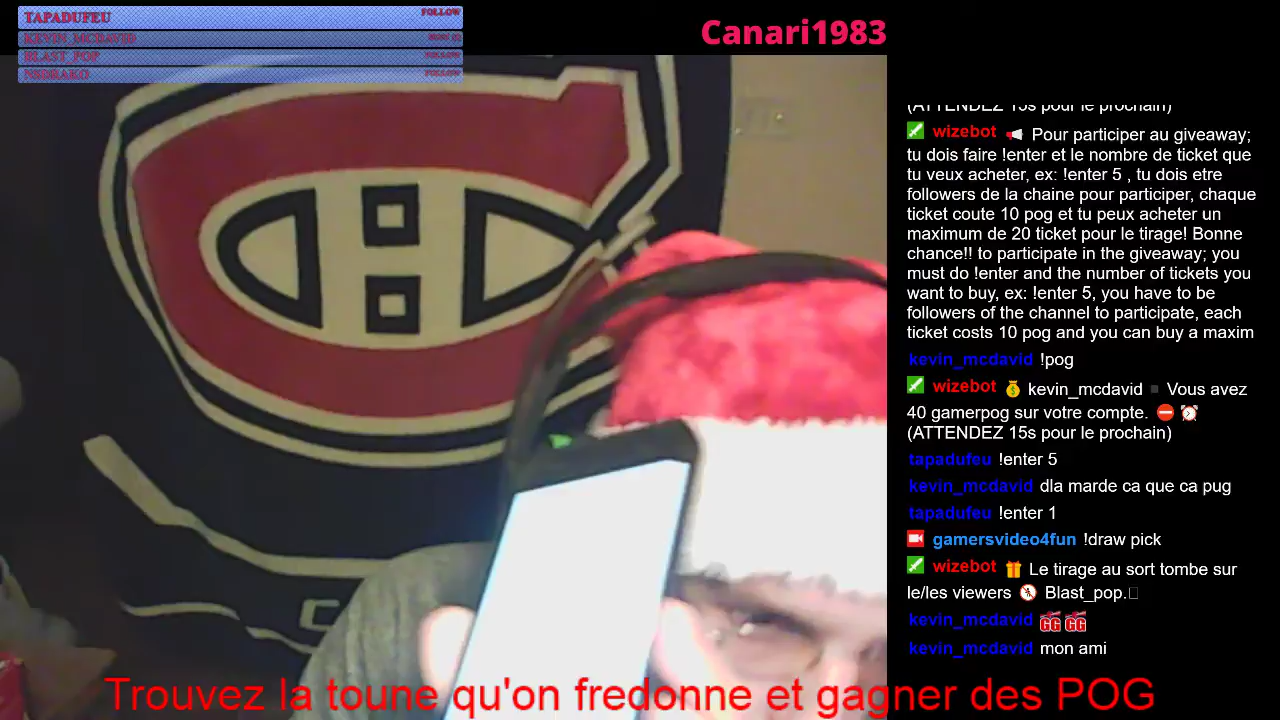 TAPADUFEU FOLLOW
KEVIN_MCDAVID
BLAST_POP FOLLOW
NSDRAKO FOLLOW
Canari1983
(ATTENDEZ 15s pour le prochain)
wizebot 📢 Pour participer au giveaway;
tu dois faire !enter et le nombre de ticket que
tu veux acheter, ex: !enter 5 , tu dois etre
followers de la chaine pour participer, chaque
ticket coute 10 pog et tu peux acheter un
maximum de 20 ticket pour le tirage! Bonne
chance!! to participate in the giveaway; you
must do !enter and the number of tickets you
want to buy, ex: !enter 5, you have to be
followers of the channel to participate, each
ticket costs 10 pog and you can buy a maxim
kevin_mcdavid !pog
wizebot 💰 kevin_mcdavid ▪ Vous avez
40 gamerpog sur votre compte. ⛔ ⏰
(ATTENDEZ 15s pour le prochain)
tapadufeu !enter 5
kevin_mcdavid dla marde ca que ca pug
tapadufeu !enter 1
gamersvideo4fun !draw pick
wizebot 🎁 Le tirage au sort tombe sur
le/les viewers 🚯 Blast_pop.
kevin_mcdavid GG GG
kevin_mcdavid mon ami
Trouvez la toune qu'on fredonne et gagner des POG